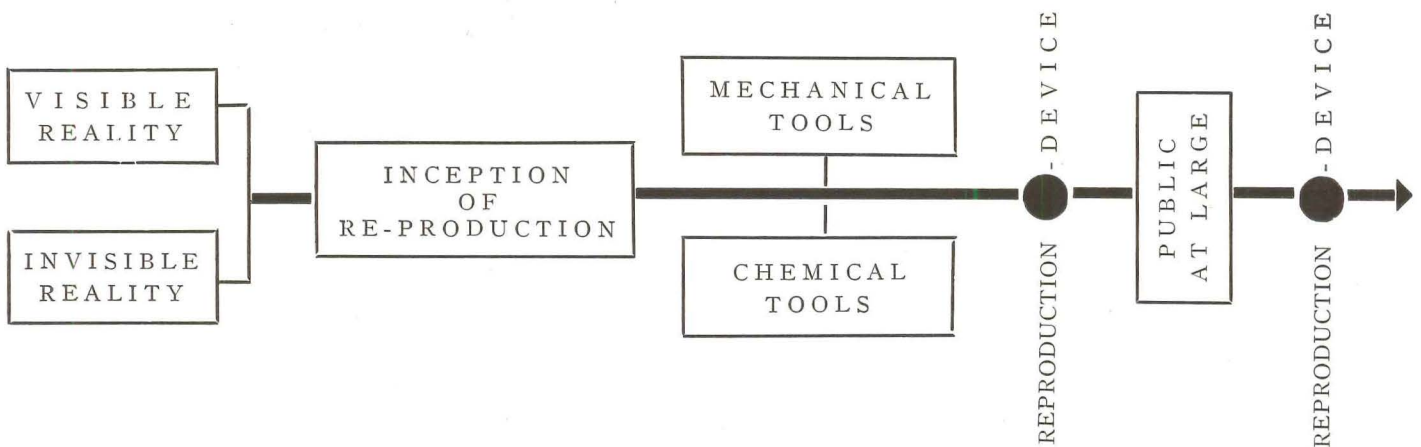 VISIBLE
REALITY
INVISIBLE
REALITY
INCEPTION
OF
RE-PRODUCTION
MECHANICAL
TOOLS
CHEMICAL
TOOLS
REPRODUCTION-DEVICE
PUBLIC
AT LARGE
REPRODUCTION-DEVICE